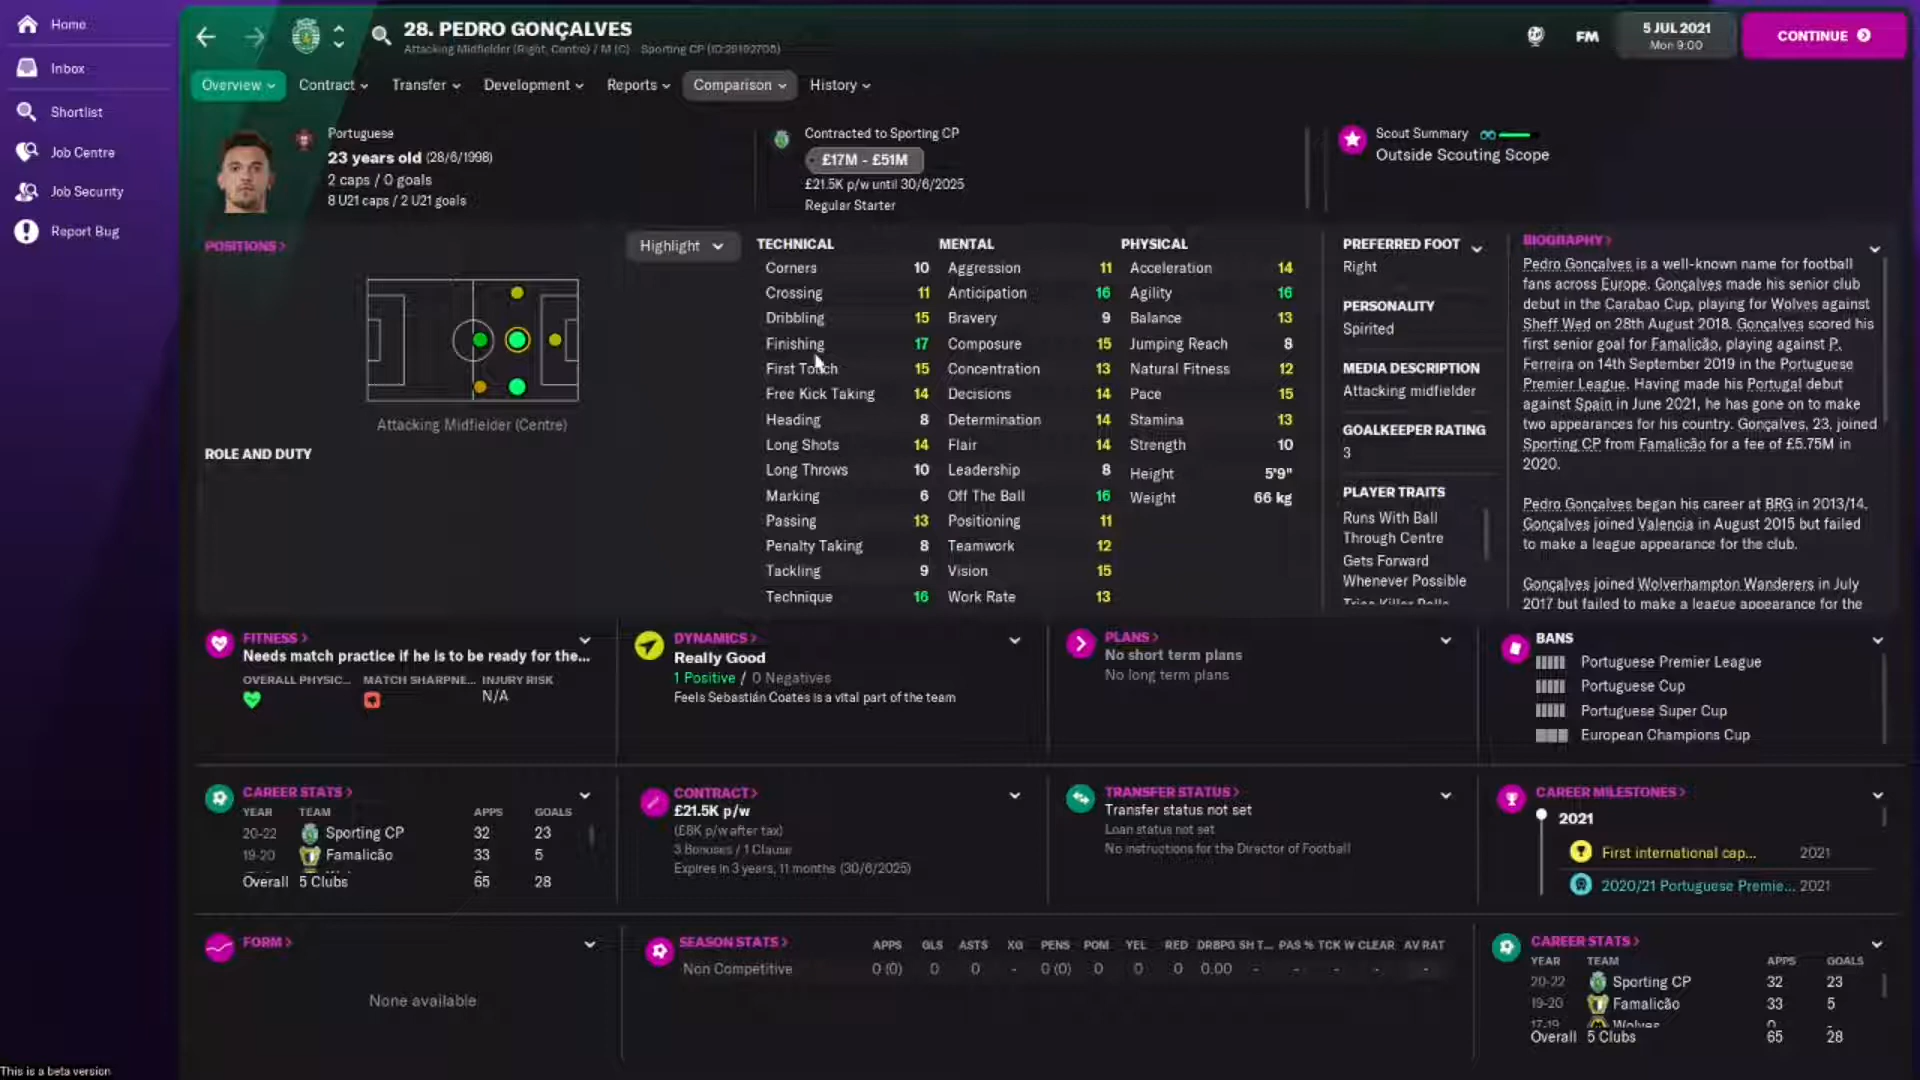 Home
Inbox
Shortlist
Job Centre
Job Security
Report Bug
This is a beta version
28. PEDRO GONÇALVES
Attacking Midfielder (Right, Centre) / M (C) Sporting CP
FM
5 JUL 2021
Mon 9:00
CONTINUE
Overview Contract Transfer Development Reports Comparison History
Portuguese
23 years old (28/6/1998)
2 caps / 0 goals
8 U21 caps / 2 U21 goals
Contracted to Sporting CP
£17M - £51M
£21.5K p/w until 30/6/2025
Regular Starter
Scout Summary
Outside Scouting Scope
POSITIONS >
Highlight
Attacking Midfielder (Centre)
ROLE AND DUTY
TECHNICAL
Corners 10
Crossing 11
Dribbling 15
Finishing 17
First Touch 15
Free Kick Taking 14
Heading 8
Long Shots 14
Long Throws 10
Marking 6
Passing 13
Penalty Taking 8
Tackling 9
Technique 16
MENTAL
Aggression 11
Anticipation 16
Bravery 9
Composure 15
Concentration 13
Decisions 14
Determination 14
Flair 14
Leadership 8
Off The Ball 16
Positioning 11
Teamwork 12
Vision 15
Work Rate 13
PHYSICAL
Acceleration 14
Agility 16
Balance 13
Jumping Reach 8
Natural Fitness 12
Pace 15
Stamina 13
Strength 10
Height 5'9"
Weight 66 kg
PREFERRED FOOT
Right
PERSONALITY
Spirited
MEDIA DESCRIPTION
Attacking midfielder
GOALKEEPER RATING
3
PLAYER TRAITS
Runs With Ball
Through Centre
Gets Forward
Whenever Possible
Tries Killer Balls
BIOGRAPHY >
Pedro Gonçalves is a well-known name for football
fans across Europe. Gonçalves made his senior club
debut in the Carabao Cup, playing for Wolves against
Sheff Wed on 28th August 2018. Gonçalves scored his
first senior goal for Famalicão, playing against P.
Ferreira on 14th September 2019 in the Portuguese
Premier League. Having made his Portugal debut
against Spain in June 2021, he has gone on to make
two appearances for his country. Gonçalves, 23, joined
Sporting CP from Famalicão for a fee of £5.75M in
2020.
Pedro Gonçalves began his career at BRG in 2013/14.
Gonçalves joined Valencia in August 2015 but failed
to make a league appearance for the club.
Gonçalves joined Wolverhampton Wanderers in July
2017 but failed to make a league appearance for the
FITNESS >
Needs match practice if he is to be ready for the...
OVERALL PHYSIC... MATCH SHARPNE... INJURY RISK
N/A
DYNAMICS >
Really Good
1 Positive / 0 Negatives
Feels Sebastián Coates is a vital part of the team
PLANS >
No short term plans
No long term plans
BANS
Portuguese Premier League
Portuguese Cup
Portuguese Super Cup
European Champions Cup
CAREER STATS >
YEAR TEAM APPS GOALS
20-22 Sporting CP 32 23
19-20 Famalicão 33 5
Overall 5 Clubs 65 28
CONTRACT >
£21.5K p/w
(£8K p/w after tax)
3 Bonuses / 1 Clause
Expires in 3 years, 11 months (30/6/2025)
TRANSFER STATUS >
Transfer status not set
Loan status not set
No instructions for the Director of Football
CAREER MILESTONES >
2021
First international cap... 2021
2020/21 Portuguese Premie... 2021
FORM >
None available
SEASON STATS > APPS GLS ASTS XG PENS POM YEL RED DRBPG SH T... PAS % TCK W CLEAR AV RAT
Non Competitive 0 (0) 0 0 - 0 (0) 0 0 0 0.00 - - - - -
CAREER STATS >
YEAR TEAM APPS GOALS
20-22 Sporting CP 32 23
19-20 Famalicão 33 5
17-19 Wolves 0 -
Overall 5 Clubs 65 28